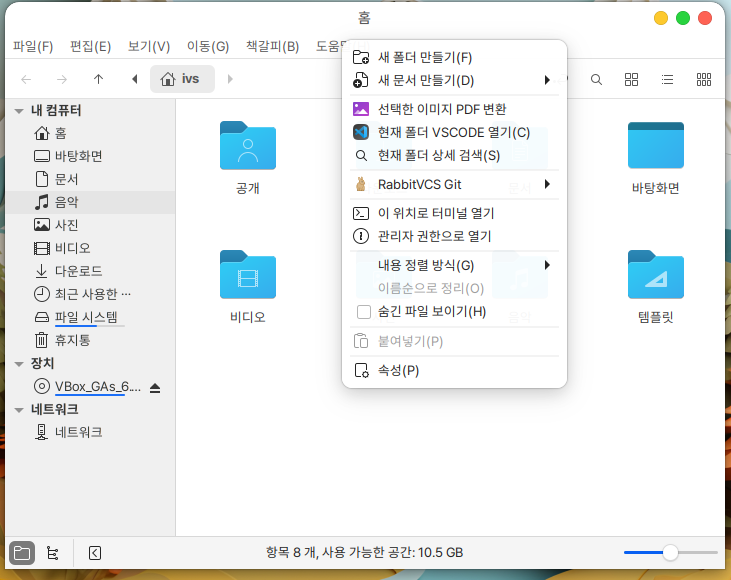 홈
파일(F) 편집(E) 보기(V) 이동(G) 책갈피(B)
ivs
내 컴퓨터
홈
바탕화면
문서
음악
사진
비디오
다운로드
최근 사용한 …
파일 시스템
휴지통
장치
VBox_GAs_6....
네트워크
네트워크
공개
바탕화면
비디오
템플릿
새 폴더 만들기(F)
새 문서 만들기(D)
선택한 이미지 PDF 변환
현재 폴더 VSCODE 열기(C)
현재 폴더 상세 검색(S)
RabbitVCS Git
이 위치로 터미널 열기
관리자 권한으로 열기
내용 정렬 방식(G)
이름순으로 정리(O)
숨긴 파일 보이기(H)
붙여넣기(P)
속성(P)
항목 8 개, 사용 가능한 공간: 10.5 GB